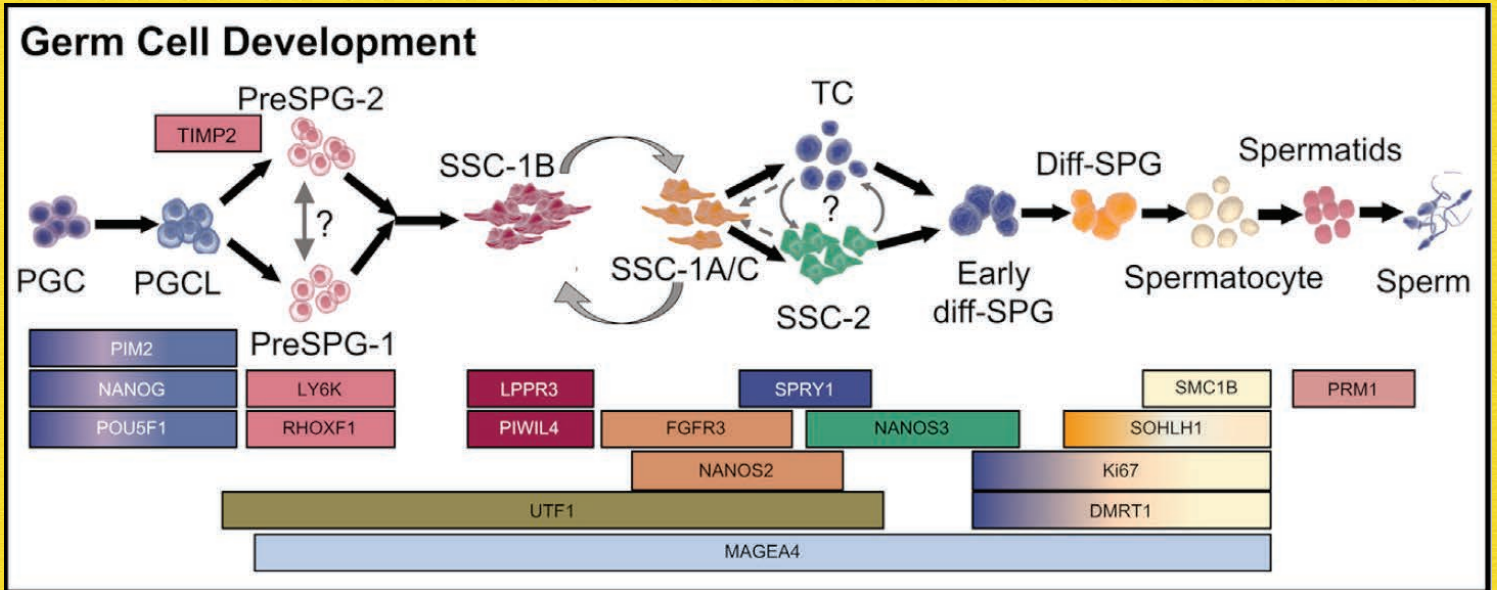 Germ Cell Development
PreSPG-2
TIMP2
TC
SSC-1B
Diff-SPG
Spermatids
?
?
PGC
PGCL
SSC-1A/C
SSC-2
Early
diff-SPG
Spermatocyte
Sperm
PreSPG-1
PIM2
NANOG
LY6K
LPPR3
SPRY1
SMC1B
PRM1
POU5F1
RHOXF1
PIWIL4
FGFR3
NANOS3
SOHLH1
NANOS2
Ki67
UTF1
DMRT1
MAGEA4